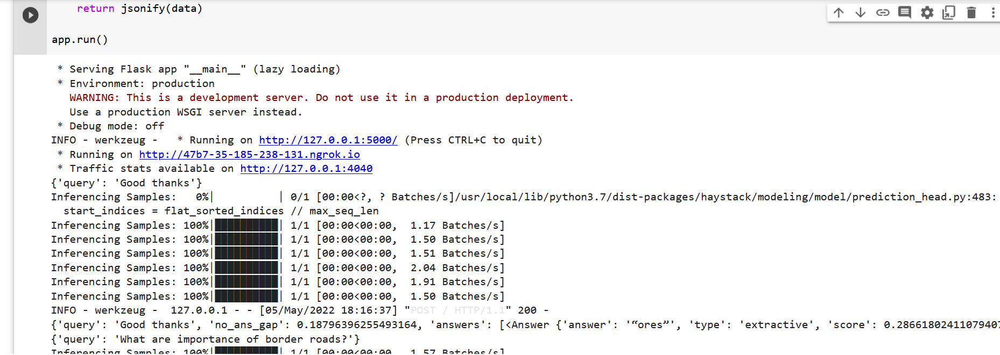 return jsonify(data)
app.run()
* Serving Flask app "__main__" (lazy loading)
* Environment: production
WARNING: This is a development server. Do not use it in a production deployment.
Use a production WSGI server instead.
* Debug mode: off
INFO - werkzeug -   * Running on http://127.0.0.1:5000/ (Press CTRL+C to quit)
* Running on http://47b7-35-185-238-131.ngrok.io
* Traffic stats available on http://127.0.0.1:4040
{'query': 'Good thanks'}
Inferencing Samples:   0%|          | 0/1 [00:00<?, ? Batches/s]/usr/local/lib/python3.7/dist-packages/haystack/modeling/model/prediction_head.py:483:
start_indices = flat_sorted_indices // max_seq_len
Inferencing Samples: 100%|██████████| 1/1 [00:00<00:00,  1.17 Batches/s]
Inferencing Samples: 100%|██████████| 1/1 [00:00<00:00,  1.50 Batches/s]
Inferencing Samples: 100%|██████████| 1/1 [00:00<00:00,  1.51 Batches/s]
Inferencing Samples: 100%|██████████| 1/1 [00:00<00:00,  2.04 Batches/s]
Inferencing Samples: 100%|██████████| 1/1 [00:00<00:00,  1.91 Batches/s]
Inferencing Samples: 100%|██████████| 1/1 [00:00<00:00,  1.50 Batches/s]
INFO - werkzeug -  127.0.0.1 - - [05/May/2022 18:16:37] "POST / HTTP/1.1" 200 -
{'query': 'Good thanks', 'no_ans_gap': 0.18796396255493164, 'answers': [<Answer {'answer': '“ores”', 'type': 'extractive', 'score': 0.28661802411079407
{'query': 'What are importance of border roads?'}
Inferencing Samples: 100%|██████████| 1/1 [00:00<00:00,  1.57 Batches/s]